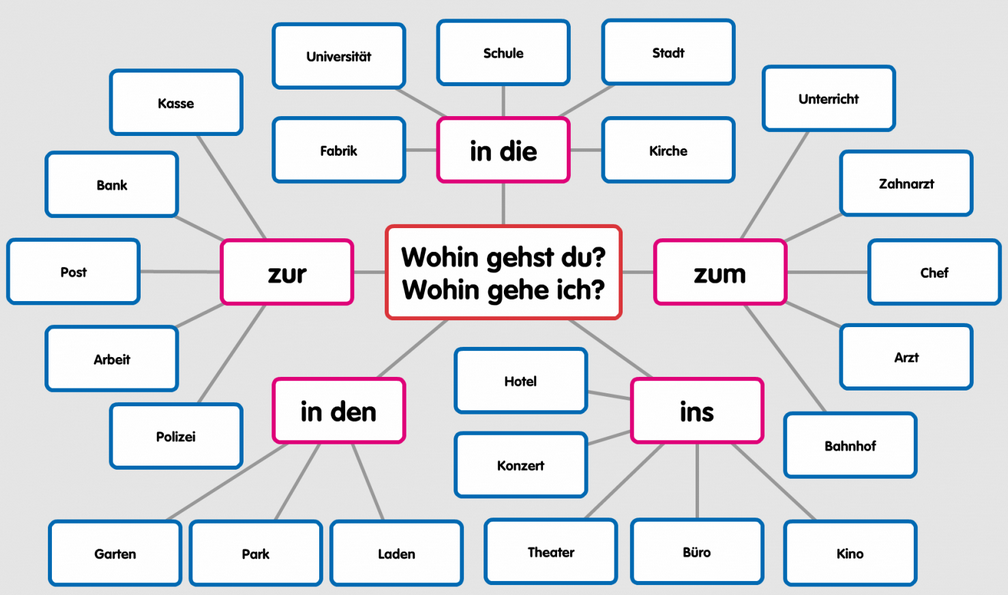 Universität
Schule
Stadt
Fabrik
in die
Kirche
Kasse
Bank
Post
zur
Arbeit
Polizei
Wohin gehst du?
Wohin gehe ich?
Unterricht
Zahnarzt
zum
Chef
Arzt
Bahnhof
in den
Garten
Park
Laden
Hotel
ins
Konzert
Theater
Büro
Kino